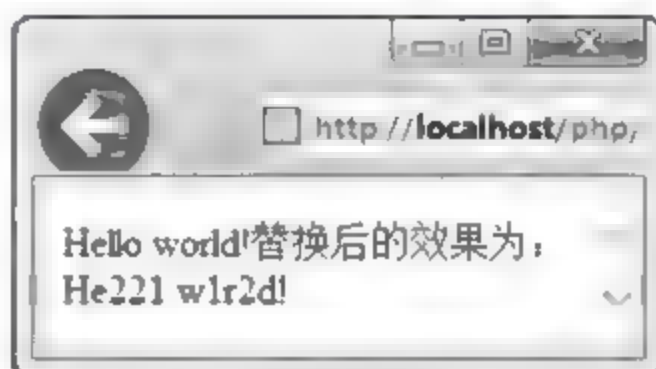 http //localhost/php,
Hello world!替换后的效果为：
He221 w1r2d!